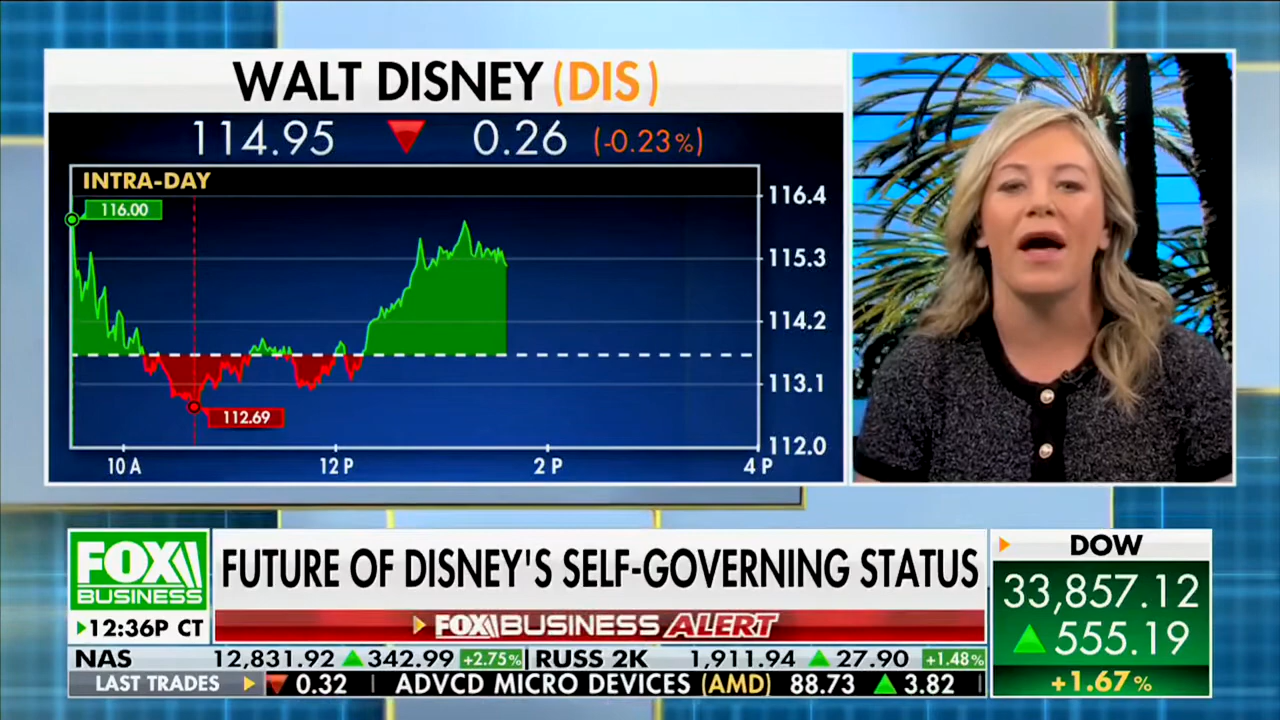 WALT DISNEY (DIS)
114.95 ▼ 0.26 (-0.23%)
INTRA-DAY
116.00
112.69
116.4
115.3
114.2
113.1
112.0
10 A 12 P 2 P 4 P
FOX BUSINESS
12:36P CT
FUTURE OF DISNEY'S SELF-GOVERNING STATUS
FOX BUSINESS ALERT
DOW
33,857.12
▲ 555.19
+1.67%
NAS 12,831.92 ▲ 342.99 +2.75% RUSS 2K 1,911.94 ▲ 27.90 +1.48%
LAST TRADES ▼ 0.32 ADVCD MICRO DEVICES (AMD) 88.73 ▲ 3.82